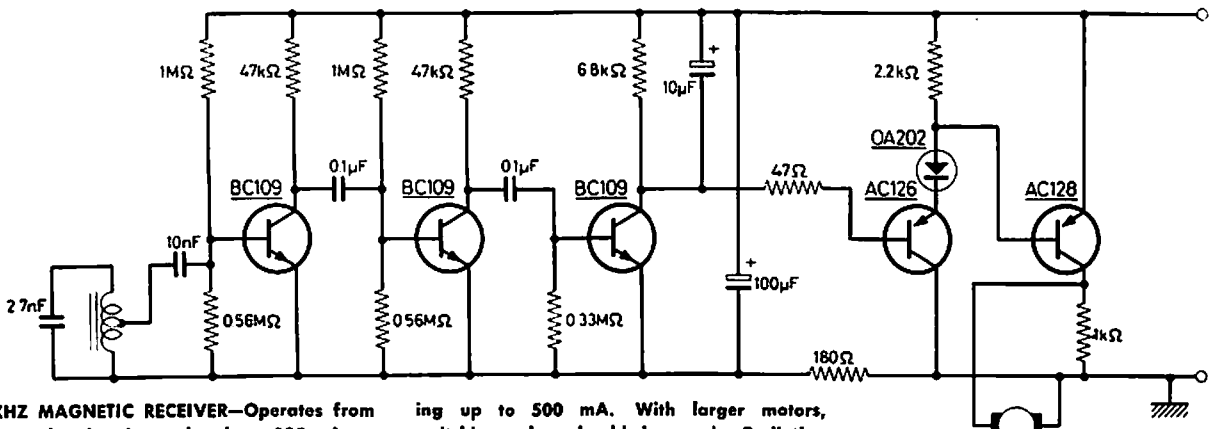 1MΩ
47kΩ
1MΩ
47kΩ
68kΩ
+
10µF
2.2kΩ
OA202
0.1µF
0.1µF
BC109
BC109
BC109
47Ω
AC126
AC128
10nF
+
100µF
2.7nF
0.56MΩ
0.56MΩ
0.33MΩ
1kΩ
180Ω
KHZ MAGNETIC RECEIVER—Operates from
ing up to 500 mA. With larger motors,